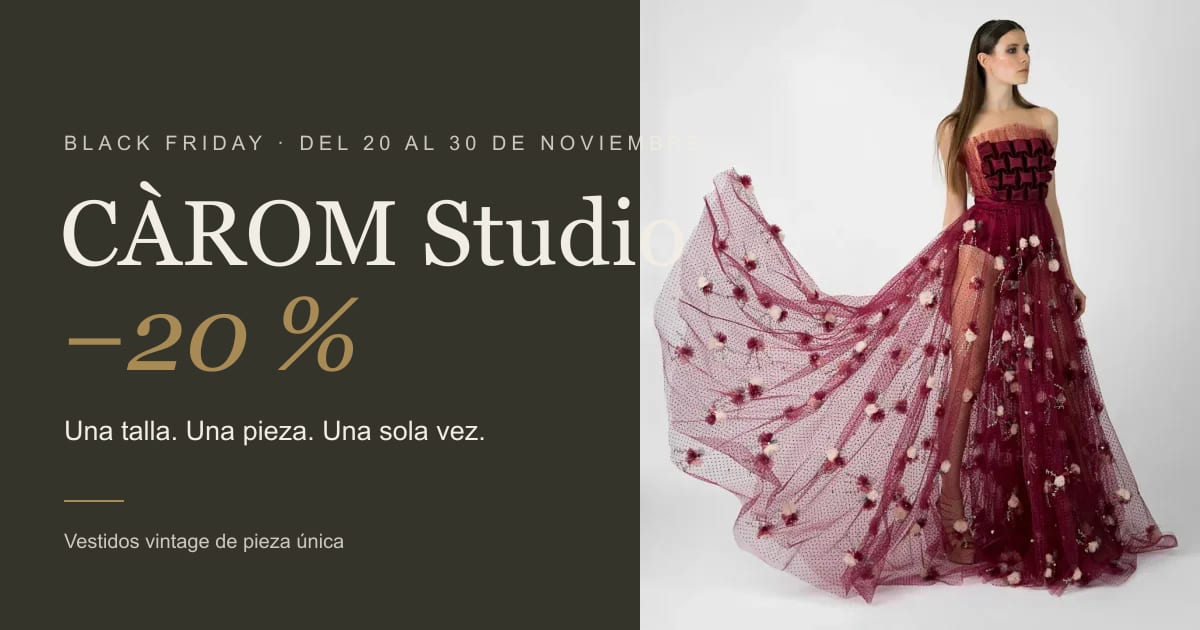 BLACK FRIDAY · DEL 20 AL 30 DE NOVIEMBRE
CÀROM Studio
–20 %
Una talla. Una pieza. Una sola vez.
Vestidos vintage de pieza única